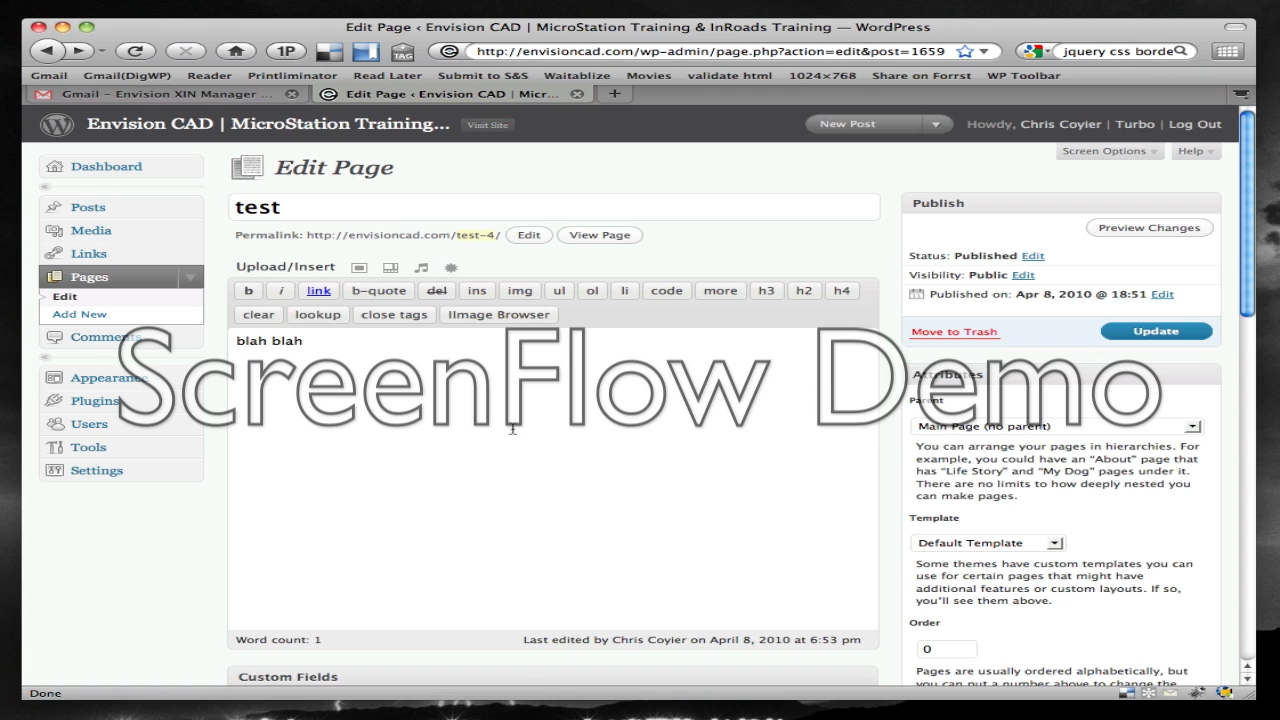 Edit Page ‹ Envision CAD | MicroStation Training & InRoads Training — WordPress
1P
TAG
http://envisioncad.com/wp-admin/page.php?action=edit&post=1659
jquery css borde
Gmail Gmail(DigWP) Reader Printliminator Read Later Submit to S&S Waitablize Movies validate html 1024×768 Share on Forrst WP Toolbar
Gmail – Envision XIN Manager ...
Edit Page ‹ Envision CAD | Micr...
Envision CAD | MicroStation Training...
Visit Site
New Post
Howdy, Chris Coyier | Turbo | Log Out
Screen Options
Help
Dashboard
Posts
Media
Links
Pages
Edit
Add New
Comments
Appearance
Plugins
Users
Tools
Settings
Edit Page
test
Permalink: http://envisioncad.com/test-4/ Edit View Page
Upload/Insert
b i link b-quote del ins img ul ol li code more h3 h2 h4
clear lookup close tags IImage Browser
blah blah
Word count: 1
Last edited by Chris Coyier on April 8, 2010 at 6:53 pm
Custom Fields
Publish
Preview Changes
Status: Published Edit
Visibility: Public Edit
Published on: Apr 8, 2010 @ 18:51 Edit
Move to Trash
Update
Attributes
Parent
Main Page (no parent)
You can arrange your pages in hierarchies. For
example, you could have an “About” page that
has “Life Story” and “My Dog” pages under it.
There are no limits to how deeply nested you
can make pages.
Template
Default Template
Some themes have custom templates you can
use for certain pages that might have
additional features or custom layouts. If so,
you’ll see them above.
Order
0
Pages are usually ordered alphabetically, but
you can put a number above to change the
Done
ScreenFlow Demo